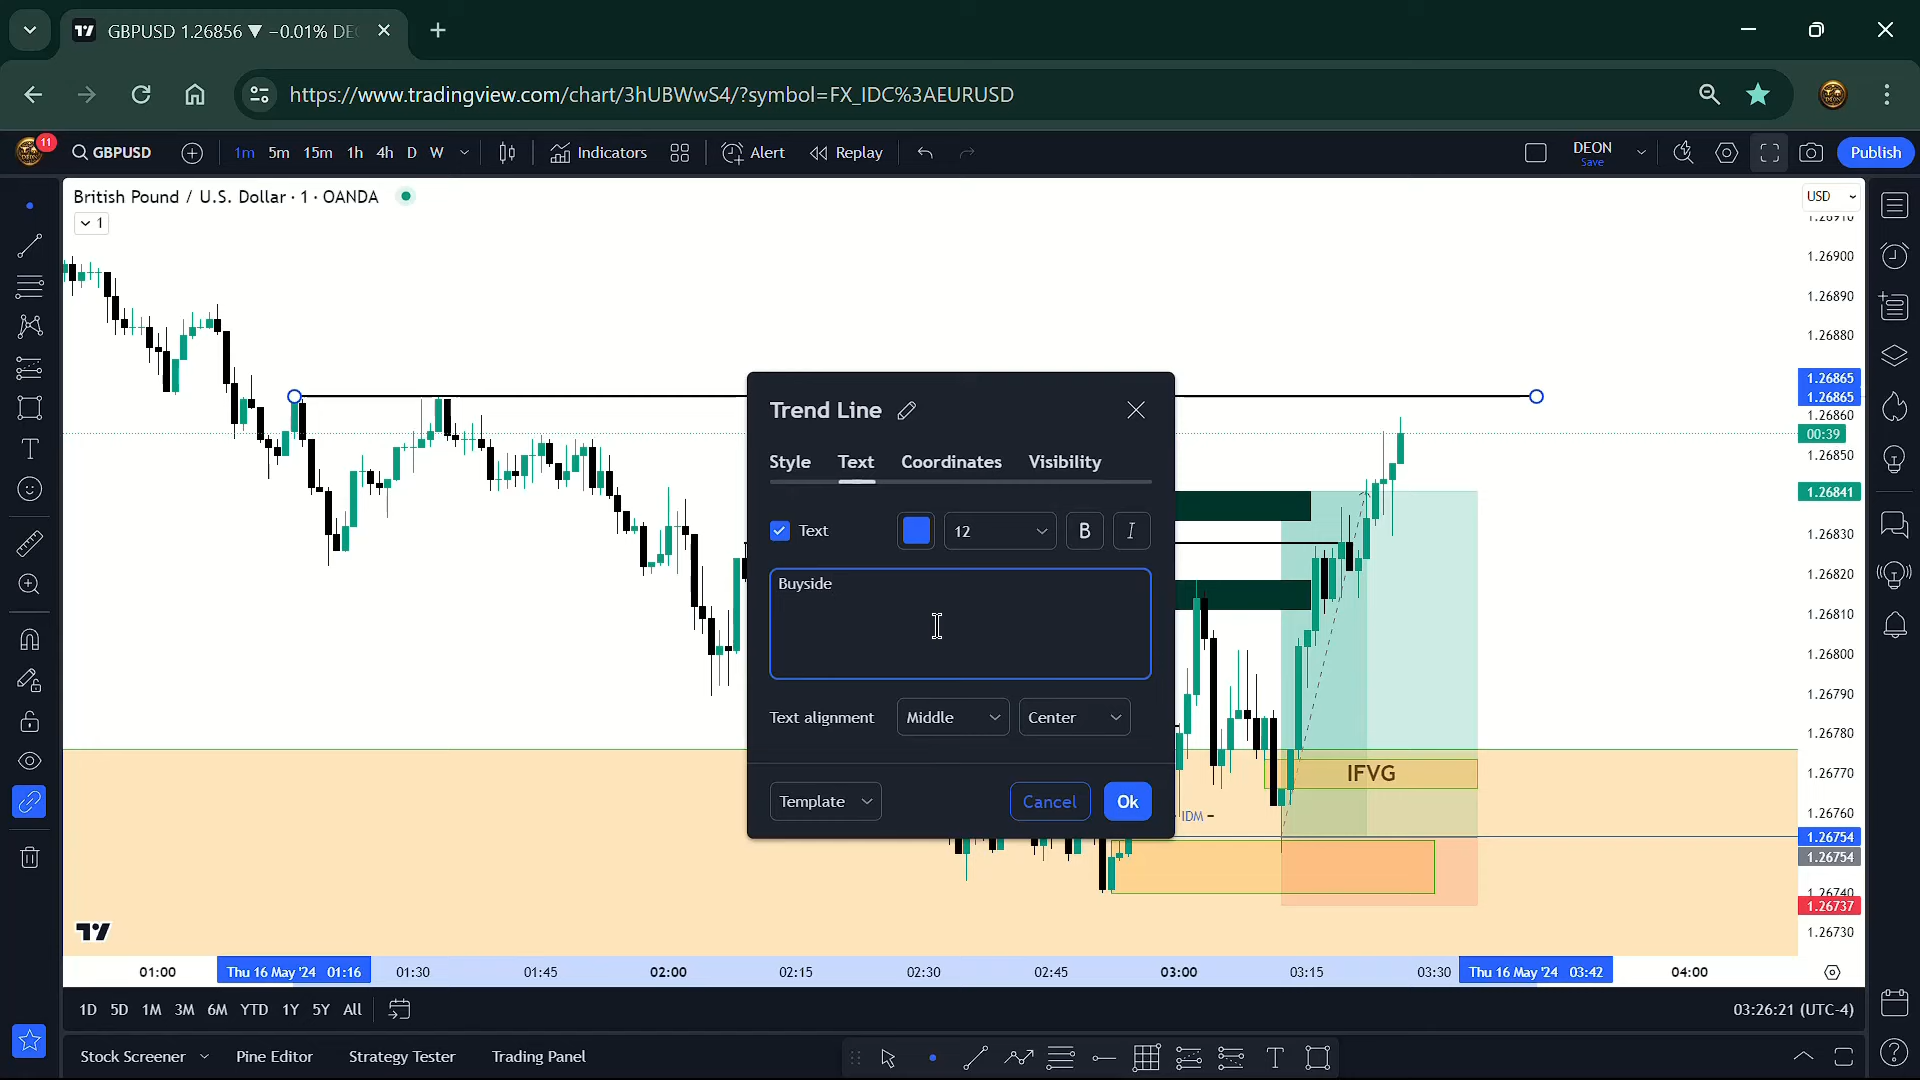 GBPUSD 1.26856 ▼ −0.01% DE
https://www.tradingview.com/chart/3hUBWwS4/?symbol=FX_IDC%3AEURUSD
11
GBPUSD
1m 5m 15m 1h 4h D W
Indicators
Alert
Replay
DEON
Save
Publish
British Pound / U.S. Dollar · 1 · OANDA
1
USD
1.26910
1.26900
1.26890
1.26880
1.26865
1.26865
1.26860
00:39
1.26850
1.26841
1.26830
1.26820
1.26810
1.26800
1.26790
1.26780
1.26770
1.26760
1.26754
1.26754
1.26740
1.26737
1.26730
Trend Line
Style Text Coordinates Visibility
Text
12
B
I
Buyside
Text alignment
Middle
Center
Template
Cancel
Ok
IFVG
IDM
01:00
Thu 16 May '24 01:16
01:30
01:45
02:00
02:15
02:30
02:45
03:00
03:15
03:30
Thu 16 May '24 03:42
04:00
1D 5D 1M 3M 6M YTD 1Y 5Y All
03:26:21 (UTC-4)
Stock Screener
Pine Editor
Strategy Tester
Trading Panel